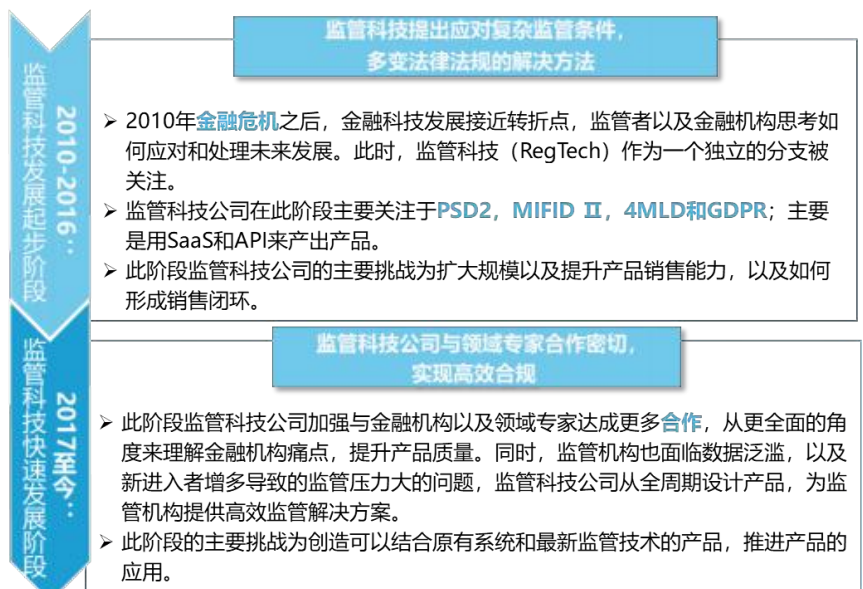 2010-2016：
监管科技发展起步阶段
监管科技提出应对复杂监管条件，
多变法律法规的解决方法
➢ 2010年金融危机之后，金融科技发展接近转折点，监管者以及金融机构思考如
何应对和处理未来发展。此时，监管科技（RegTech）作为一个独立的分支被
关注。
➢ 监管科技公司在此阶段主要关注于PSD2，MIFID Ⅱ，4MLD和GDPR；主要
是用SaaS和API来产出产品。
➢ 此阶段监管科技公司的主要挑战为扩大规模以及提升产品销售能力，以及如何
形成销售闭环。
2017至今：
监管科技快速发展阶段
监管科技公司与领域专家合作密切，
实现高效合规
➢ 此阶段监管科技公司加强与金融机构以及领域专家达成更多合作，从更全面的角
度来理解金融机构痛点，提升产品质量。同时，监管机构也面临数据泛滥，以及
新进入者增多导致的监管压力大的问题，监管科技公司从全周期设计产品，为监
管机构提供高效监管解决方案。
➢ 此阶段的主要挑战为创造可以结合原有系统和最新监管技术的产品，推进产品的
应用。